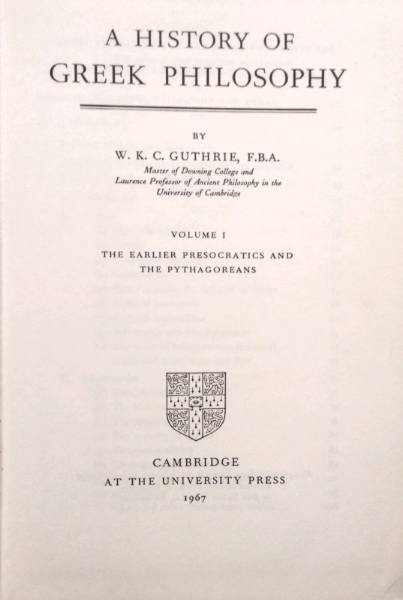 A HISTORY OF
GREEK PHILOSOPHY
BY
W. K. C. GUTHRIE, F.B.A.
Master of Downing College and
Laurence Professor of Ancient Philosophy in the
University of Cambridge
VOLUME I
THE EARLIER PRESOCRATICS AND
THE PYTHAGOREANS
CAMBRIDGE
AT THE UNIVERSITY PRESS
1967